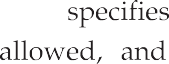 specifies
allowed, and